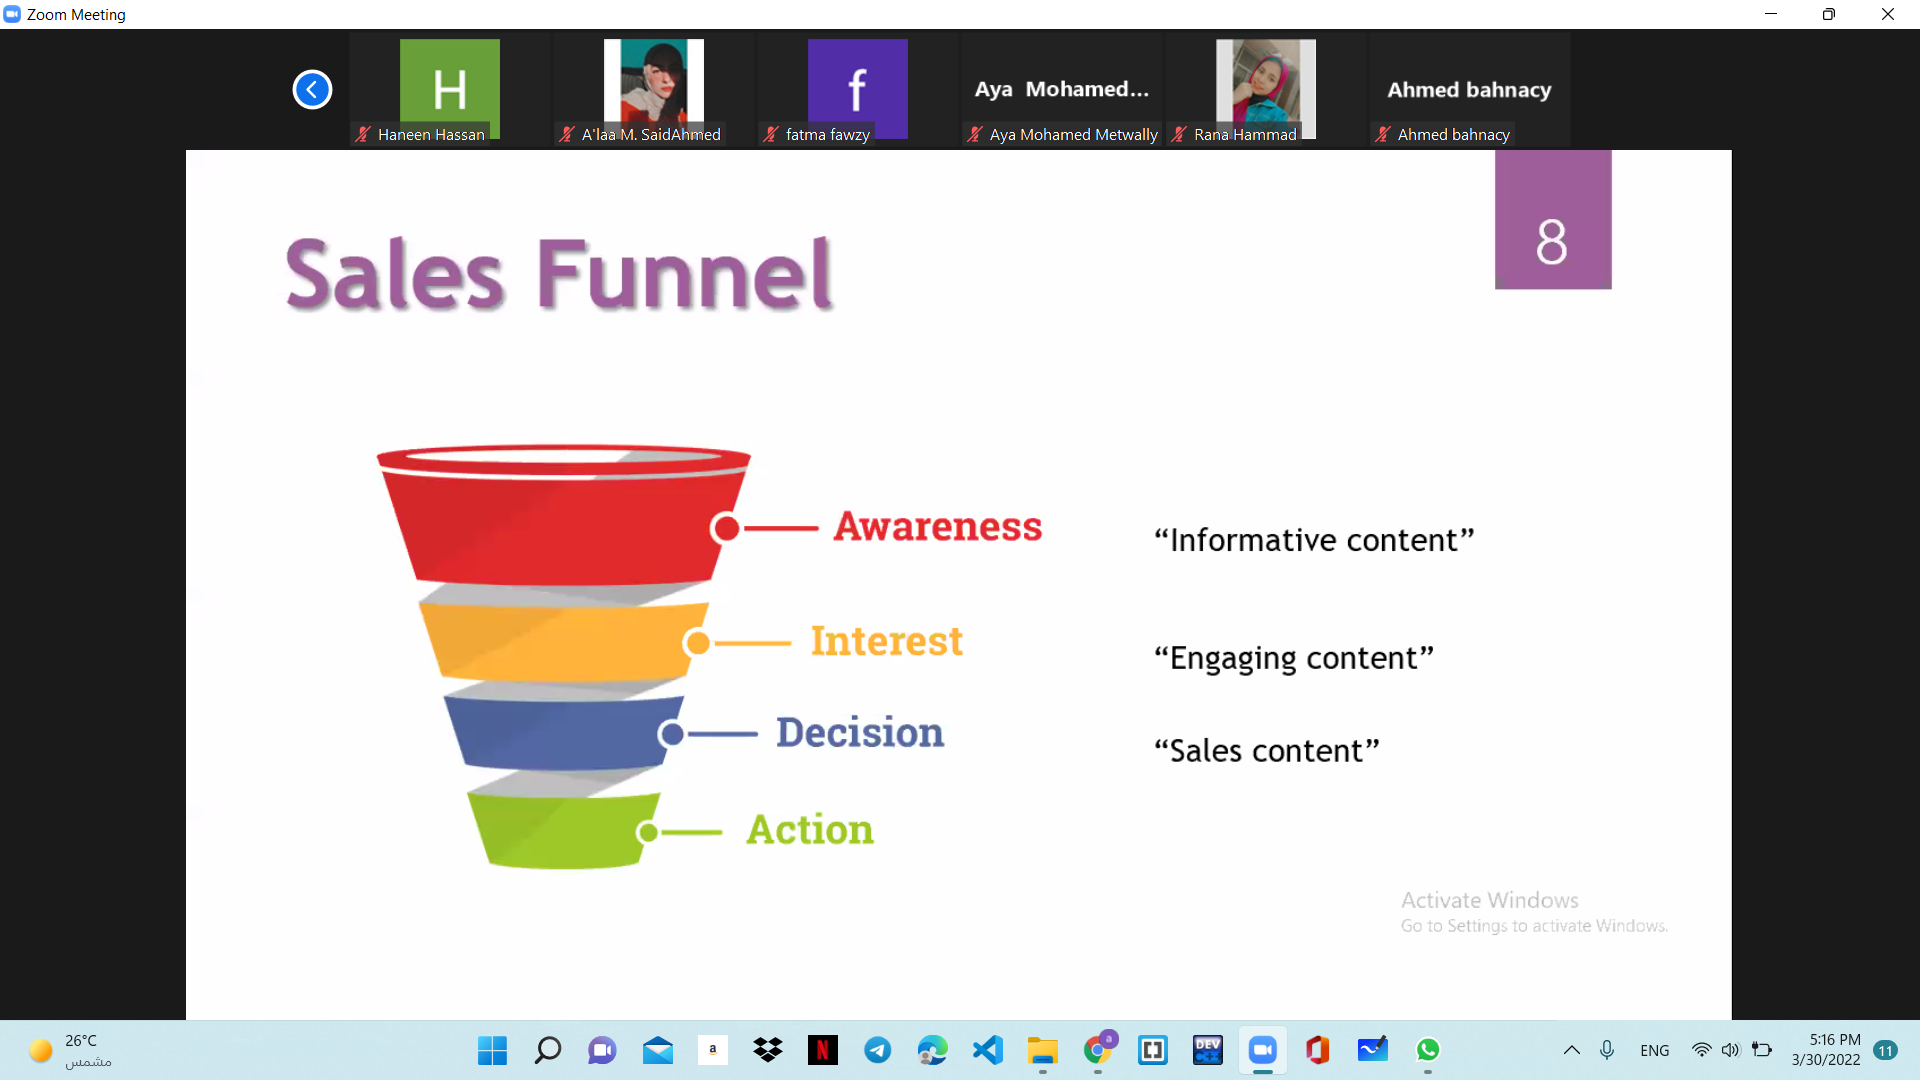 Zoom Meeting
H
f
Aya Mohamed...
Ahmed bahnacy
Haneen Hassan
A'laa M. SaidAhmed
fatma fawzy
Aya Mohamed Metwally
Rana Hammad
Ahmed bahnacy
8
Sales Funnel
Awareness
“Informative content”
Interest
“Engaging content”
Decision
“Sales content”
Action
Activate Windows
Go to Settings to activate Windows.
26°C
مشمس
a
N
a
DEV
C++
ENG
5:16 PM
3/30/2022
11